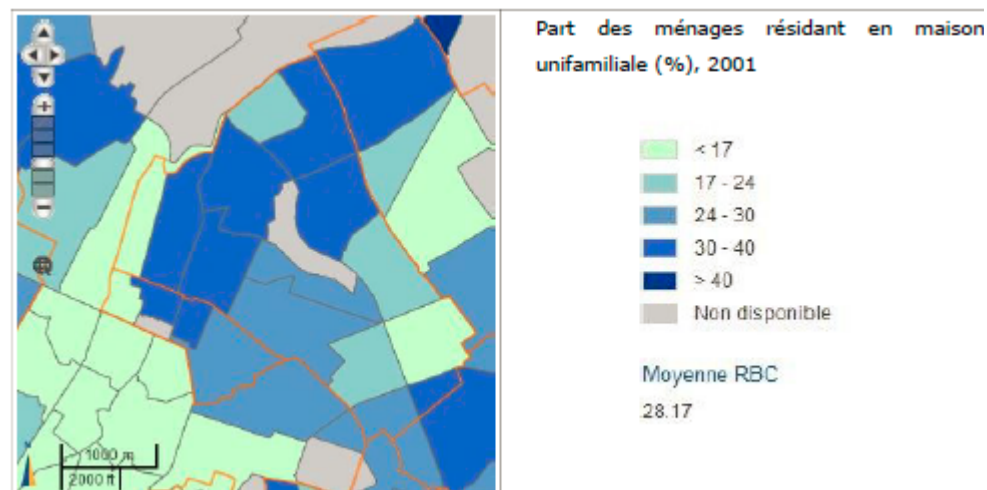 Part des ménages résidant en maison
unifamiliale (%), 2001
< 17
17 - 24
24 - 30
30 - 40
> 40
Non disponible
Moyenne RBC
28.17
1000 m
2000 ft